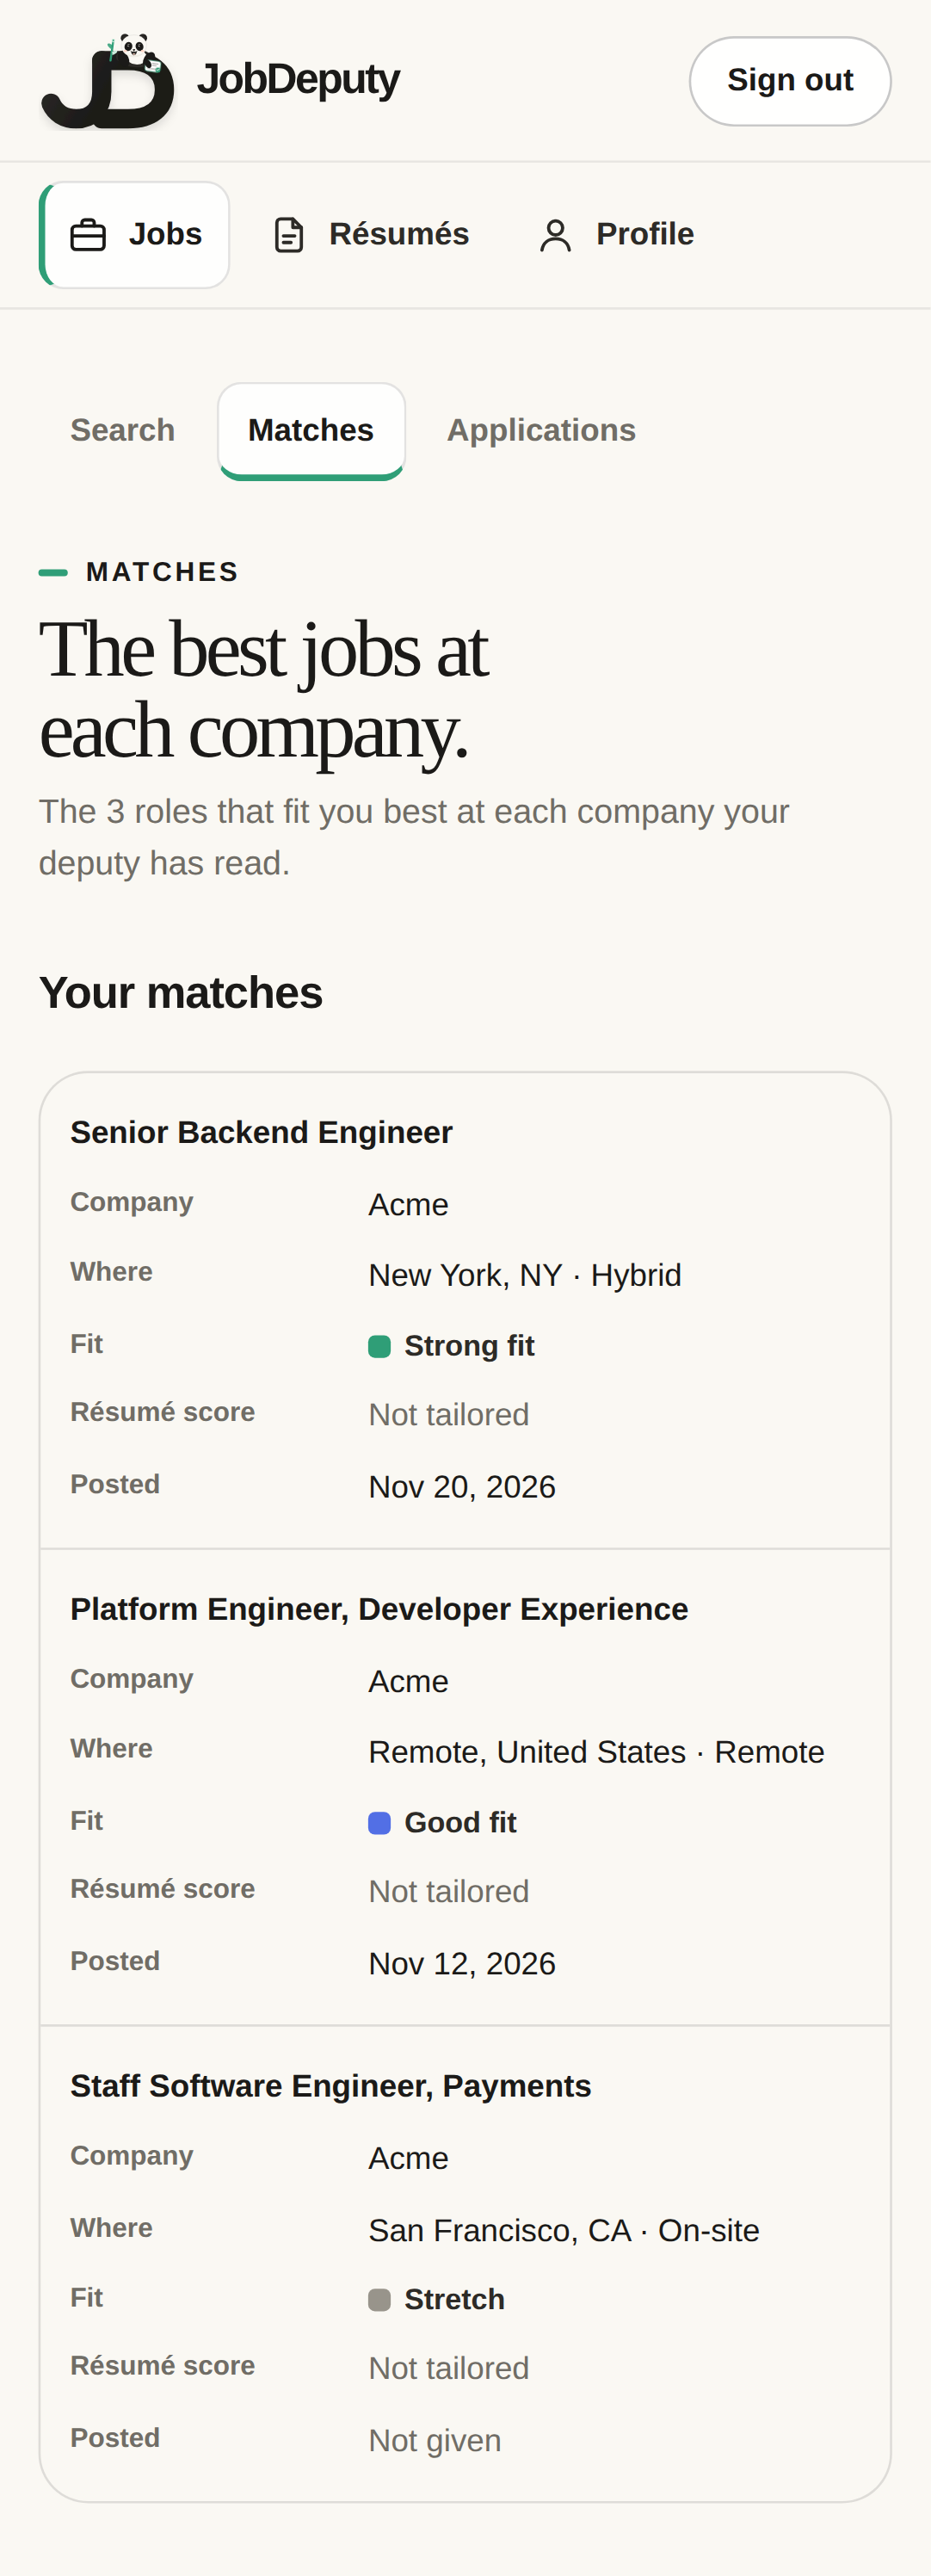 JobDeputy
Sign out
Jobs
Résumés
Profile
Search
Matches
Applications
MATCHES
The best jobs at
each company.
The 3 roles that fit you best at each company your
deputy has read.
Your matches
Senior Backend Engineer
Company Acme
Where New York, NY · Hybrid
Fit Strong fit
Résumé score Not tailored
Posted Nov 20, 2026
Platform Engineer, Developer Experience
Company Acme
Where Remote, United States · Remote
Fit Good fit
Résumé score Not tailored
Posted Nov 12, 2026
Staff Software Engineer, Payments
Company Acme
Where San Francisco, CA · On-site
Fit Stretch
Résumé score Not tailored
Posted Not given